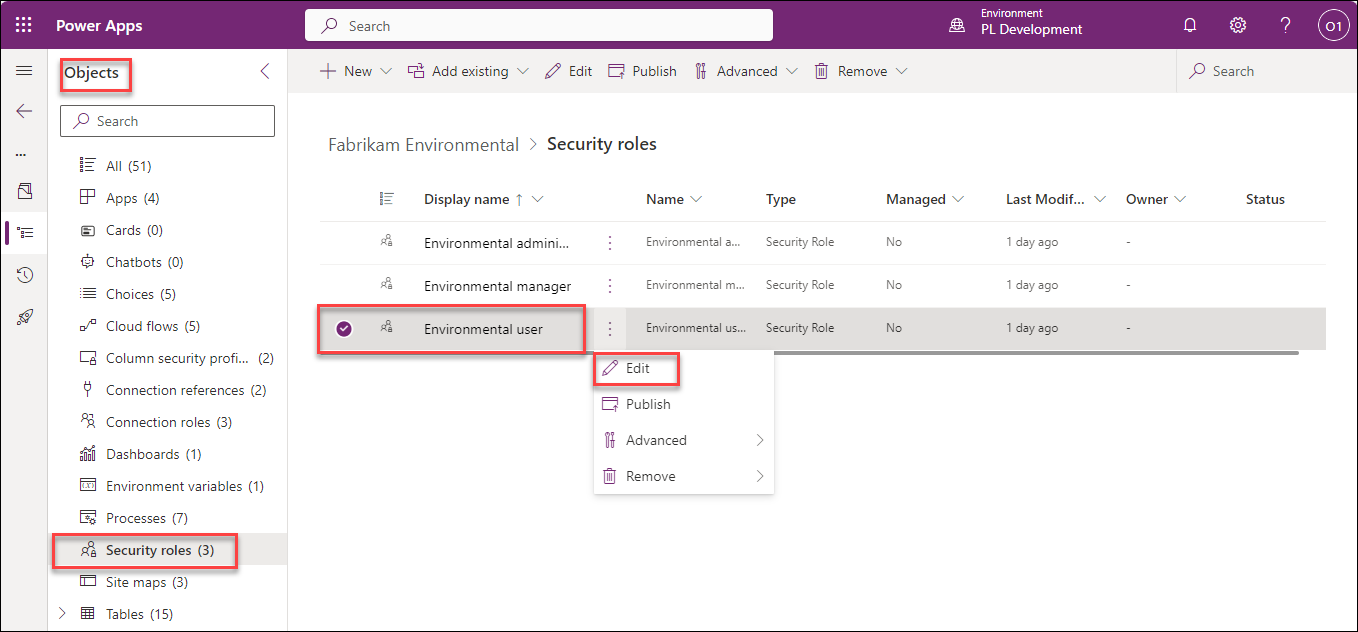 Power Apps
Search
Environment
PL Development
?
O1
Objects
New
Add existing
Edit
Publish
Advanced
Remove
Search
Search
...
All (51)
Apps (4)
Cards (0)
Chatbots (0)
Choices (5)
Cloud flows (5)
Column security profi... (2)
Connection references (2)
Connection roles (3)
Dashboards (1)
Environment variables (1)
Processes (7)
Security roles (3)
Site maps (3)
Tables (15)
Fabrikam Environmental > Security roles
Display name ↑ Name Type Managed Last Modif... Owner Status
Environmental admini... Environmental a... Security Role No 1 day ago -
Environmental manager Environmental m... Security Role No 1 day ago -
Environmental user Environmental us... Security Role No 1 day ago -
Edit
Publish
Advanced
Remove